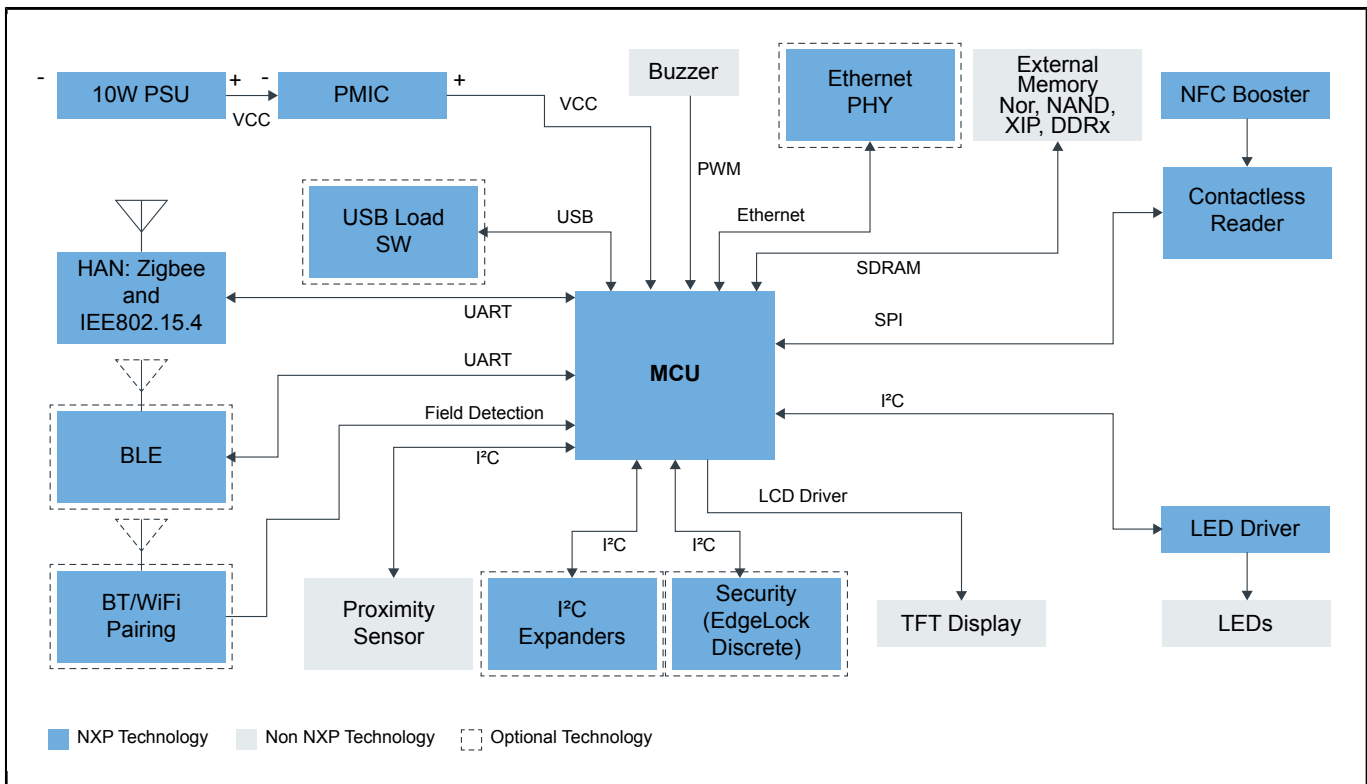 -
10W PSU
+
-
VCC
PMIC
+
VCC
Buzzer
PWM
Ethernet
PHY
Ethernet
External
Memory
Nor, NAND,
XIP, DDRx
SDRAM
NFC Booster
Contactless
Reader
SPI
USB Load
SW
USB
HAN: Zigbee
and
IEE802.15.4
UART
MCU
UART
BLE
I²C
Field Detection
I²C
BT/WiFi
Pairing
Proximity
Sensor
I²C
I²C
Expanders
I²C
Security
(EdgeLock
Discrete)
LCD Driver
TFT Display
LED Driver
LEDs
NXP Technology
Non NXP Technology
Optional Technology